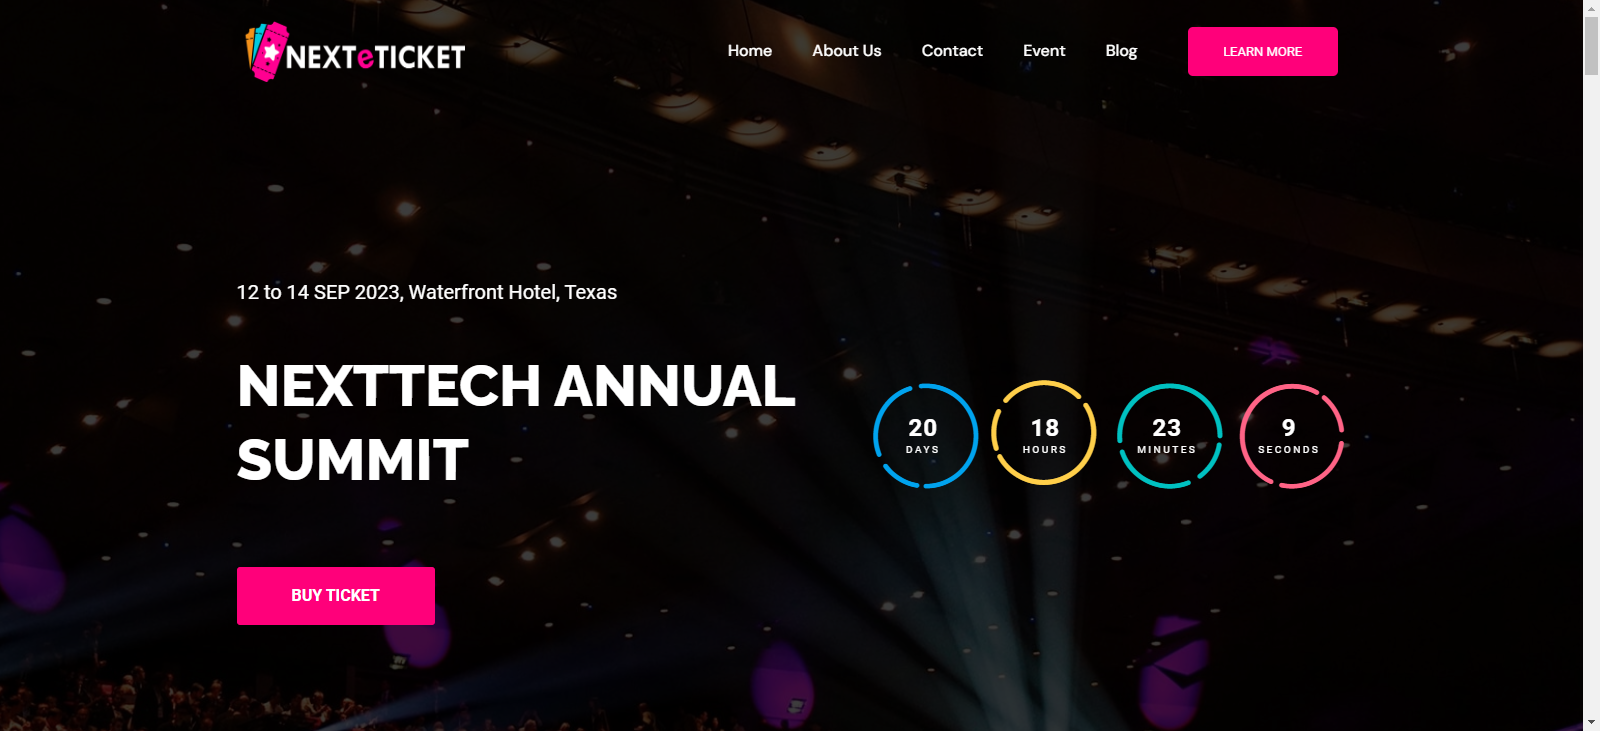 NEXTeTICKET
Home About Us Contact Event Blog LEARN MORE
12 to 14 SEP 2023, Waterfront Hotel, Texas
NEXTTECH ANNUAL
SUMMIT
20 18 23 9
DAYS HOURS MINUTES SECONDS
BUY TICKET